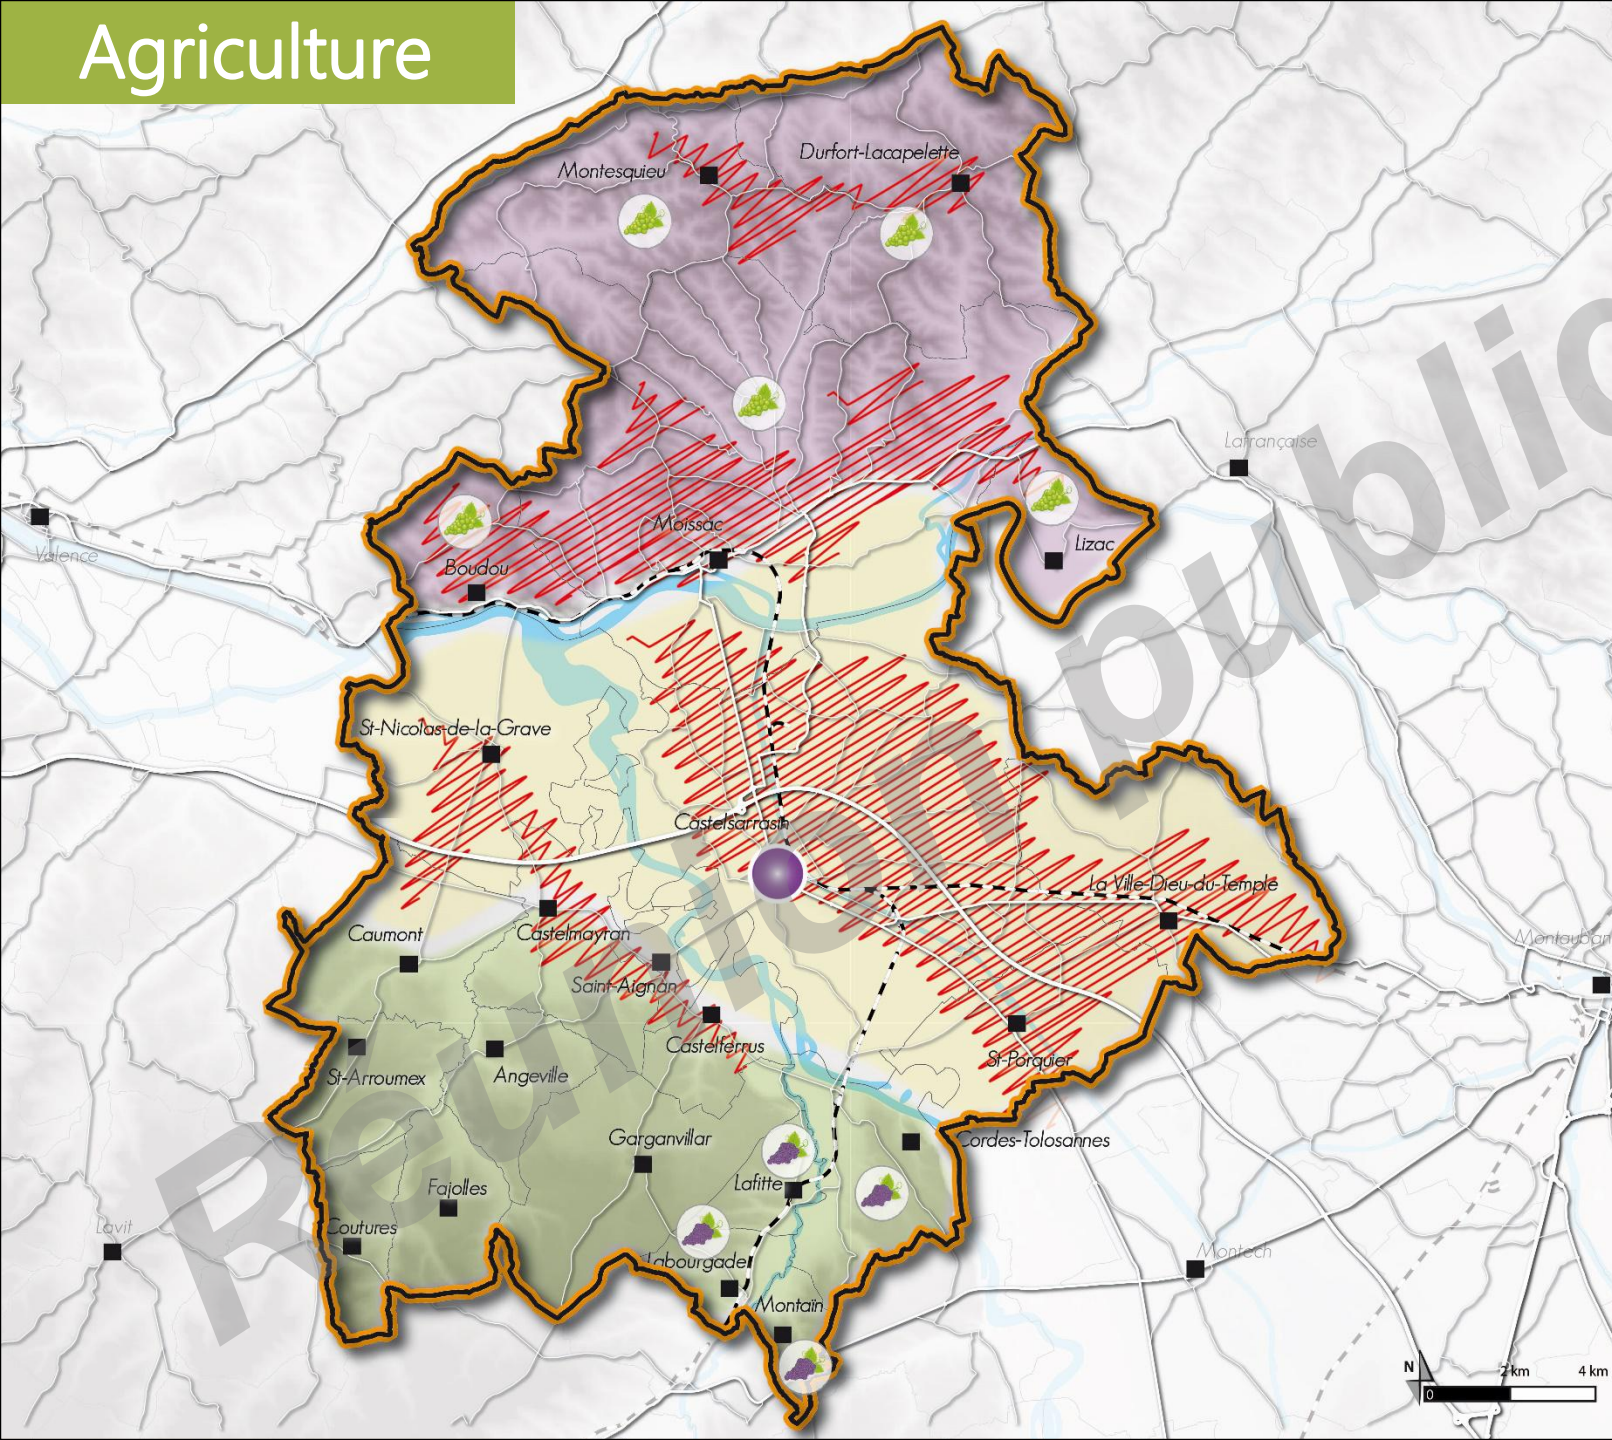 Agriculture
Durfort-Lacapelette
Montesquieu
Lafrançaise
Moissac
Lizac
Valence
Boudou
St-Nicolas-de-la-Grave
Castelsarrasin
La Ville-Dieu-du-Temple
Caumont
Castelmayran
Montauban
Saint-Aignan
Castelferrus
St-Porquier
St-Arroumex
Angeville
Garganvillar
Cordes-Tolosannes
Lafitte
Fajolles
Lavit
Coutures
Labourgade
Montech
Montaïn
N
2 km
4 km
0
Réunion public